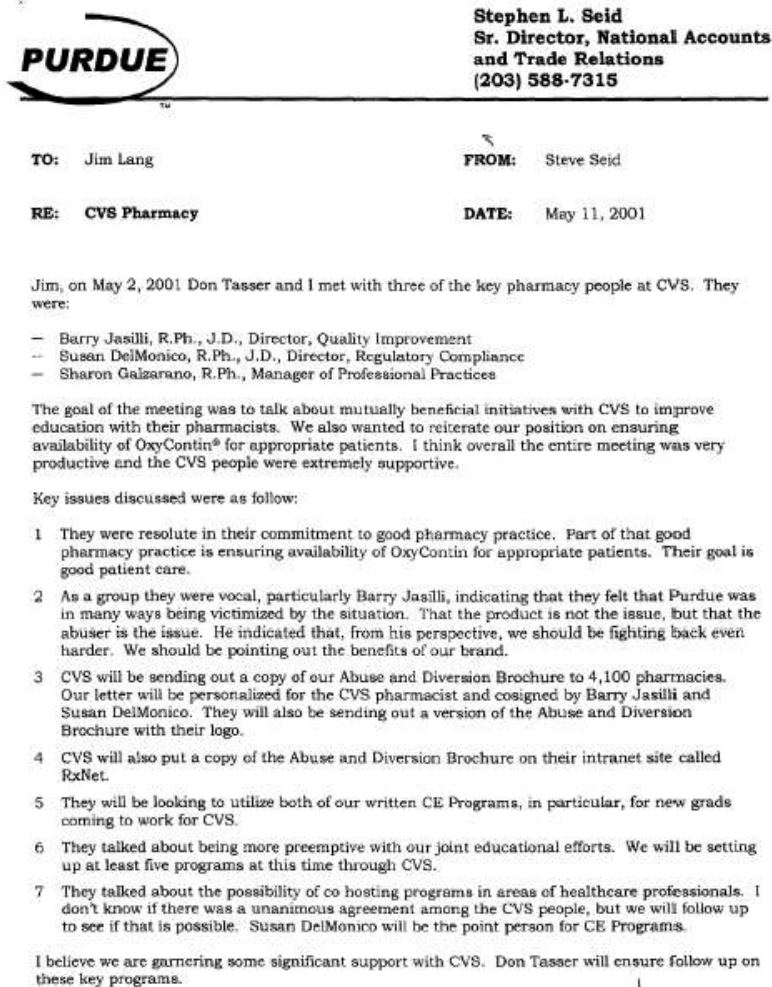 Stephen L. Seid
Sr. Director, National Accounts
and Trade Relations
(203) 588-7315
PURDUE
TM
TO: Jim Lang
FROM: Steve Seid
RE: CVS Pharmacy
DATE: May 11, 2001
Jim, on May 2, 2001 Don Tasser and I met with three of the key pharmacy people at CVS. They
were:
— Barry Jasilli, R.Ph., J.D., Director, Quality Improvement
— Susan DelMonico, R.Ph., J.D., Director, Regulatory Compliance
— Sharon Galzarano, R.Ph., Manager of Professional Practices
The goal of the meeting was to talk about mutually beneficial initiatives with CVS to improve
education with their pharmacists. We also wanted to reiterate our position on ensuring
availability of OxyContin® for appropriate patients. I think overall the entire meeting was very
productive and the CVS people were extremely supportive.
Key issues discussed were as follow:
1 They were resolute in their commitment to good pharmacy practice. Part of that good
pharmacy practice is ensuring availability of OxyContin for appropriate patients. Their goal is
good patient care.
2 As a group they were vocal, particularly Barry Jasilli, indicating that they felt that Purdue was
in many ways being victimized by the situation. That the product is not the issue, but that the
abuser is the issue. He indicated that, from his perspective, we should be fighting back even
harder. We should be pointing out the benefits of our brand.
3 CVS will be sending out a copy of our Abuse and Diversion Brochure to 4,100 pharmacies.
Our letter will be personalized for the CVS pharmacist and cosigned by Barry Jasilli and
Susan DelMonico. They will also be sending out a version of the Abuse and Diversion
Brochure with their logo.
4 CVS will also put a copy of the Abuse and Diversion Brochure on their intranet site called
RxNet.
5 They will be looking to utilize both of our written CE Programs, in particular, for new grads
coming to work for CVS.
6 They talked about being more preemptive with our joint educational efforts. We will be setting
up at least five programs at this time through CVS.
7 They talked about the possibility of co hosting programs in areas of healthcare professionals. I
don't know if there was a unanimous agreement among the CVS people, but we will follow up
to see if that is possible. Susan DelMonico will be the point person for CE Programs.
I believe we are garnering some significant support with CVS. Don Tasser will ensure follow up on
these key programs.